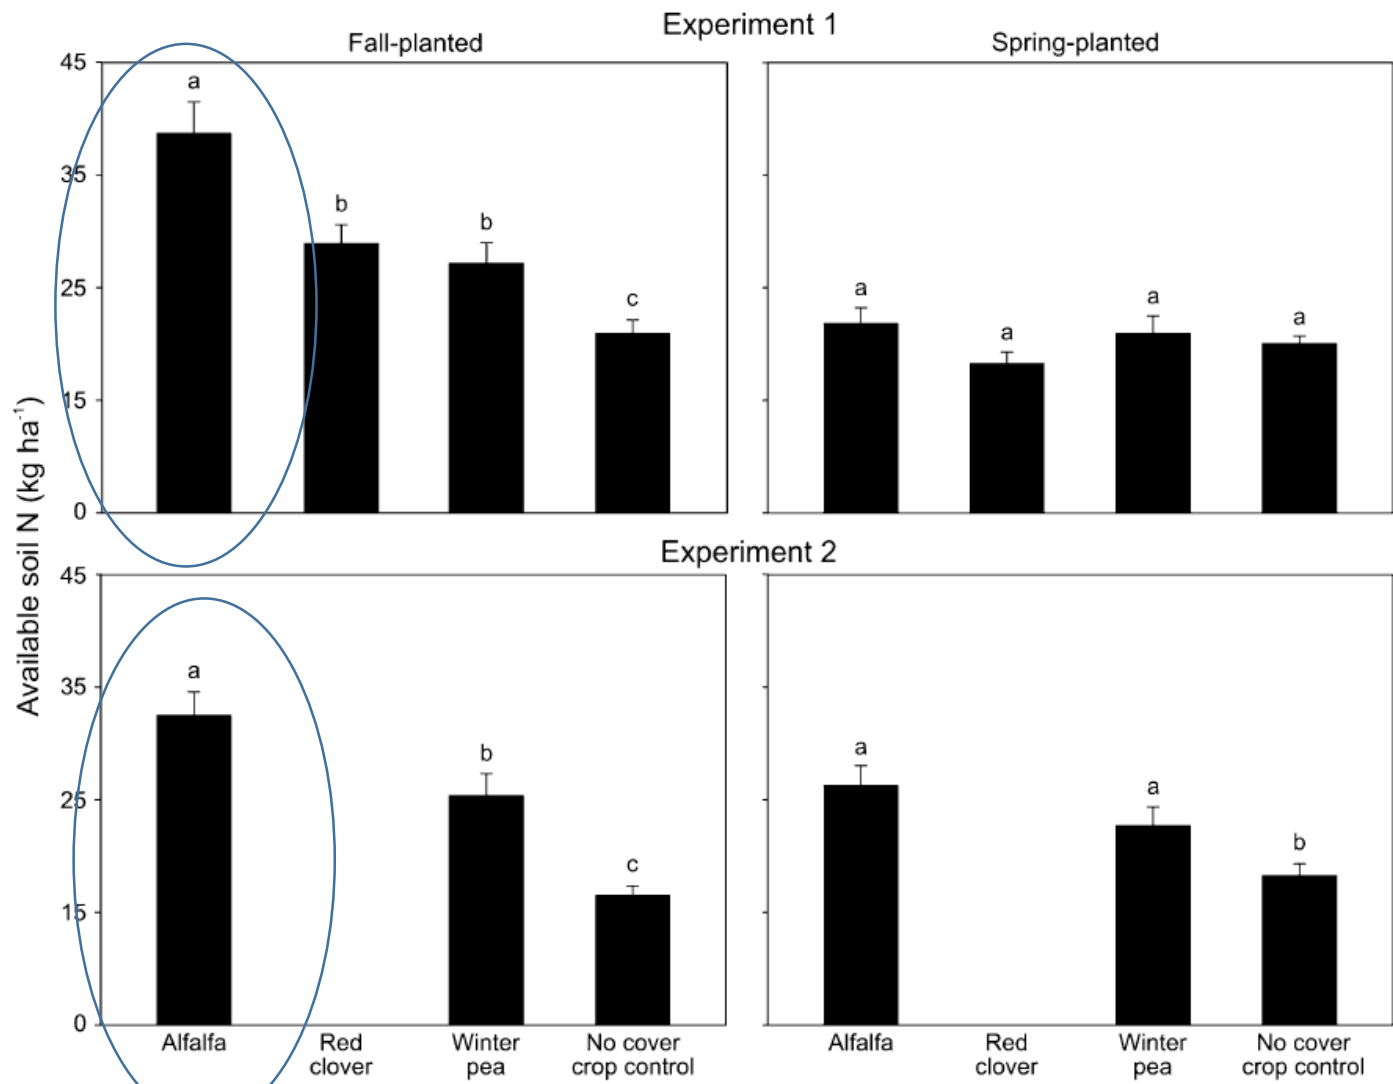 Experiment 1
Fall-planted
Spring-planted
45
35
25
15
0
a
b
b
c
a
a
a
a
Available soil N (kg ha⁻¹)
Experiment 2
45
35
25
15
0
a
b
c
a
a
b
Alfalfa
Red
clover
Winter
pea
No cover
crop control
Alfalfa
Red
clover
Winter
pea
No cover
crop control